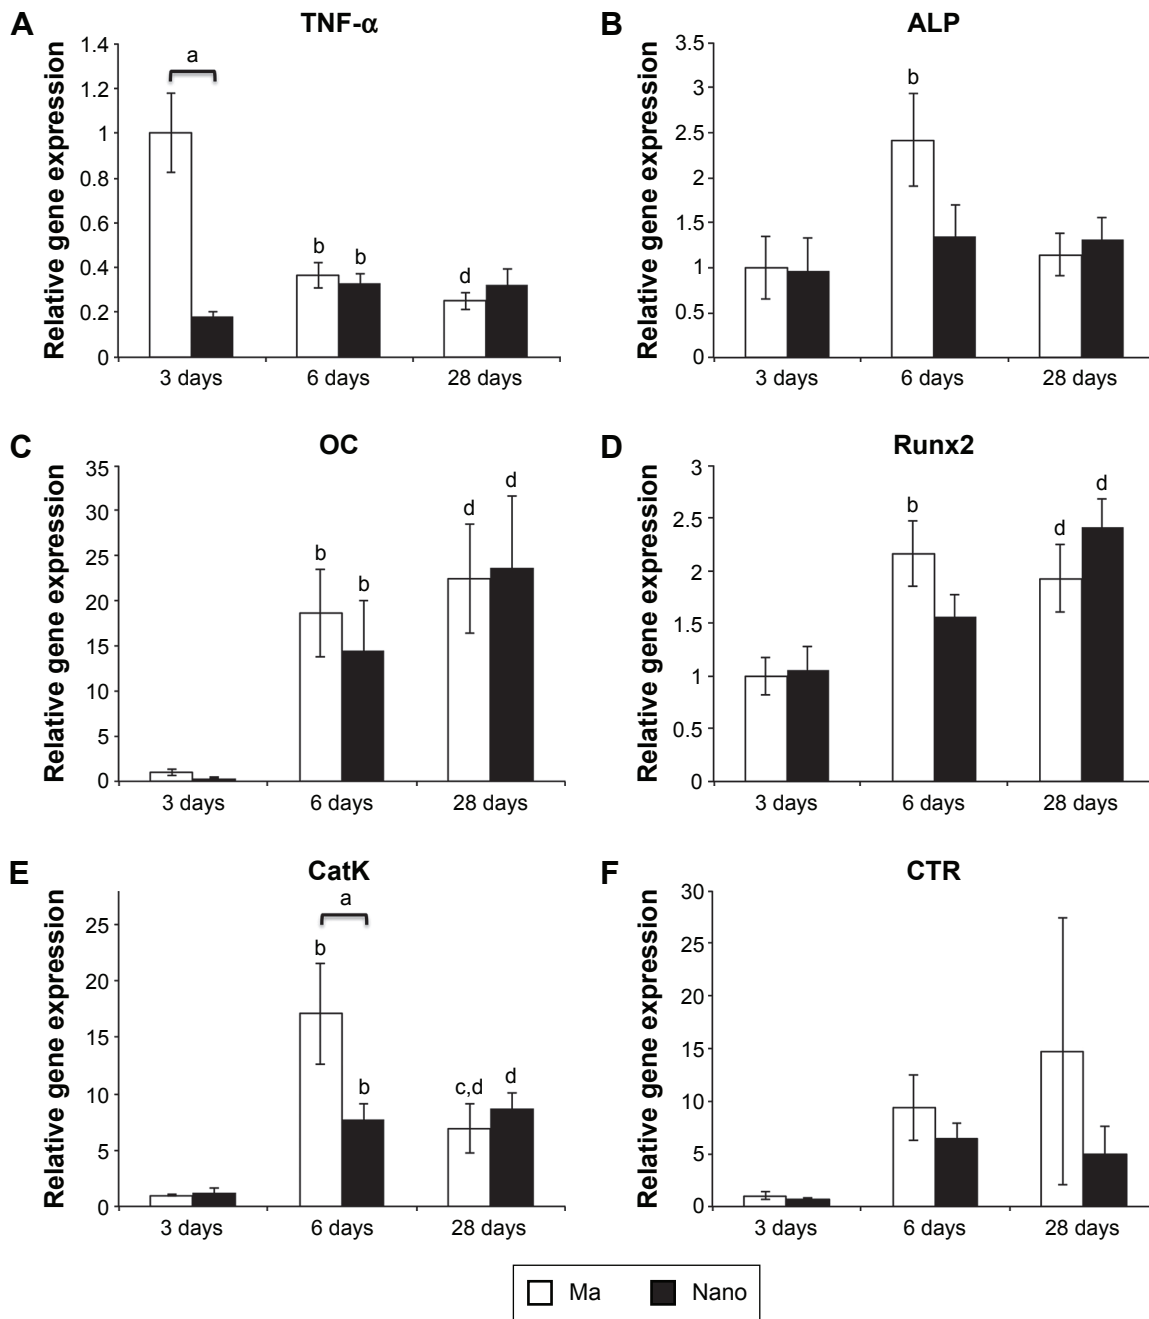 A TNF-α
Relative gene expression
1.4
1.2
1
0.8
0.6
0.4
0.2
0
a
b b
d
3 days 6 days 28 days
B ALP
Relative gene expression
3.5
3
2.5
2
1.5
1
0.5
0
b
3 days 6 days 28 days
C OC
Relative gene expression
35
30
25
20
15
10
5
0
b b
d d
3 days 6 days 28 days
D Runx2
Relative gene expression
3
2.5
2
1.5
1
0.5
0
b
d d
3 days 6 days 28 days
E CatK
Relative gene expression
25
20
15
10
5
0
a
b b
c,d d
3 days 6 days 28 days
F CTR
Relative gene expression
30
25
20
15
10
5
0
3 days 6 days 28 days
Ma Nano